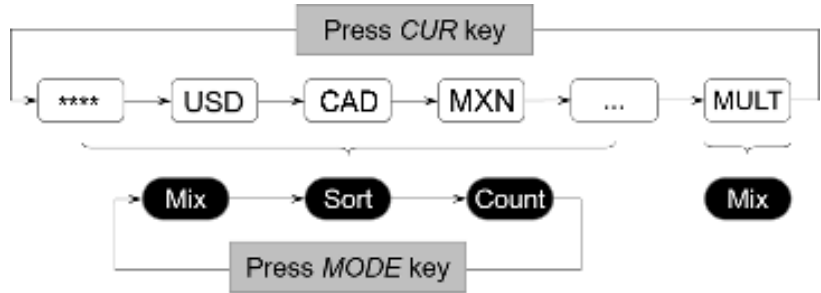 Press CUR key
**** USD CAD MXN ... MULT
Mix Sort Count Mix
Press MODE key